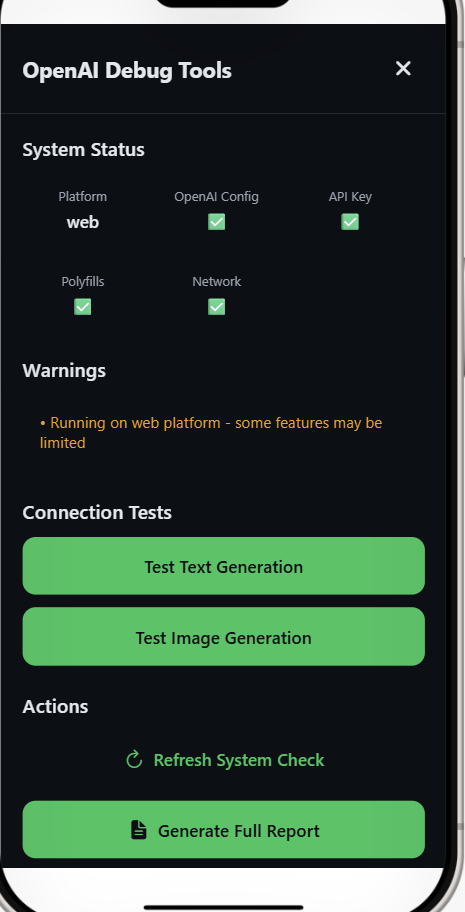 OpenAI Debug Tools
System Status
Platform
OpenAI Config
API Key
web
Polyfills
Network
Warnings
• Running on web platform - some features may be
limited
Connection Tests
Test Text Generation
Test Image Generation
Actions
Refresh System Check
Generate Full Report